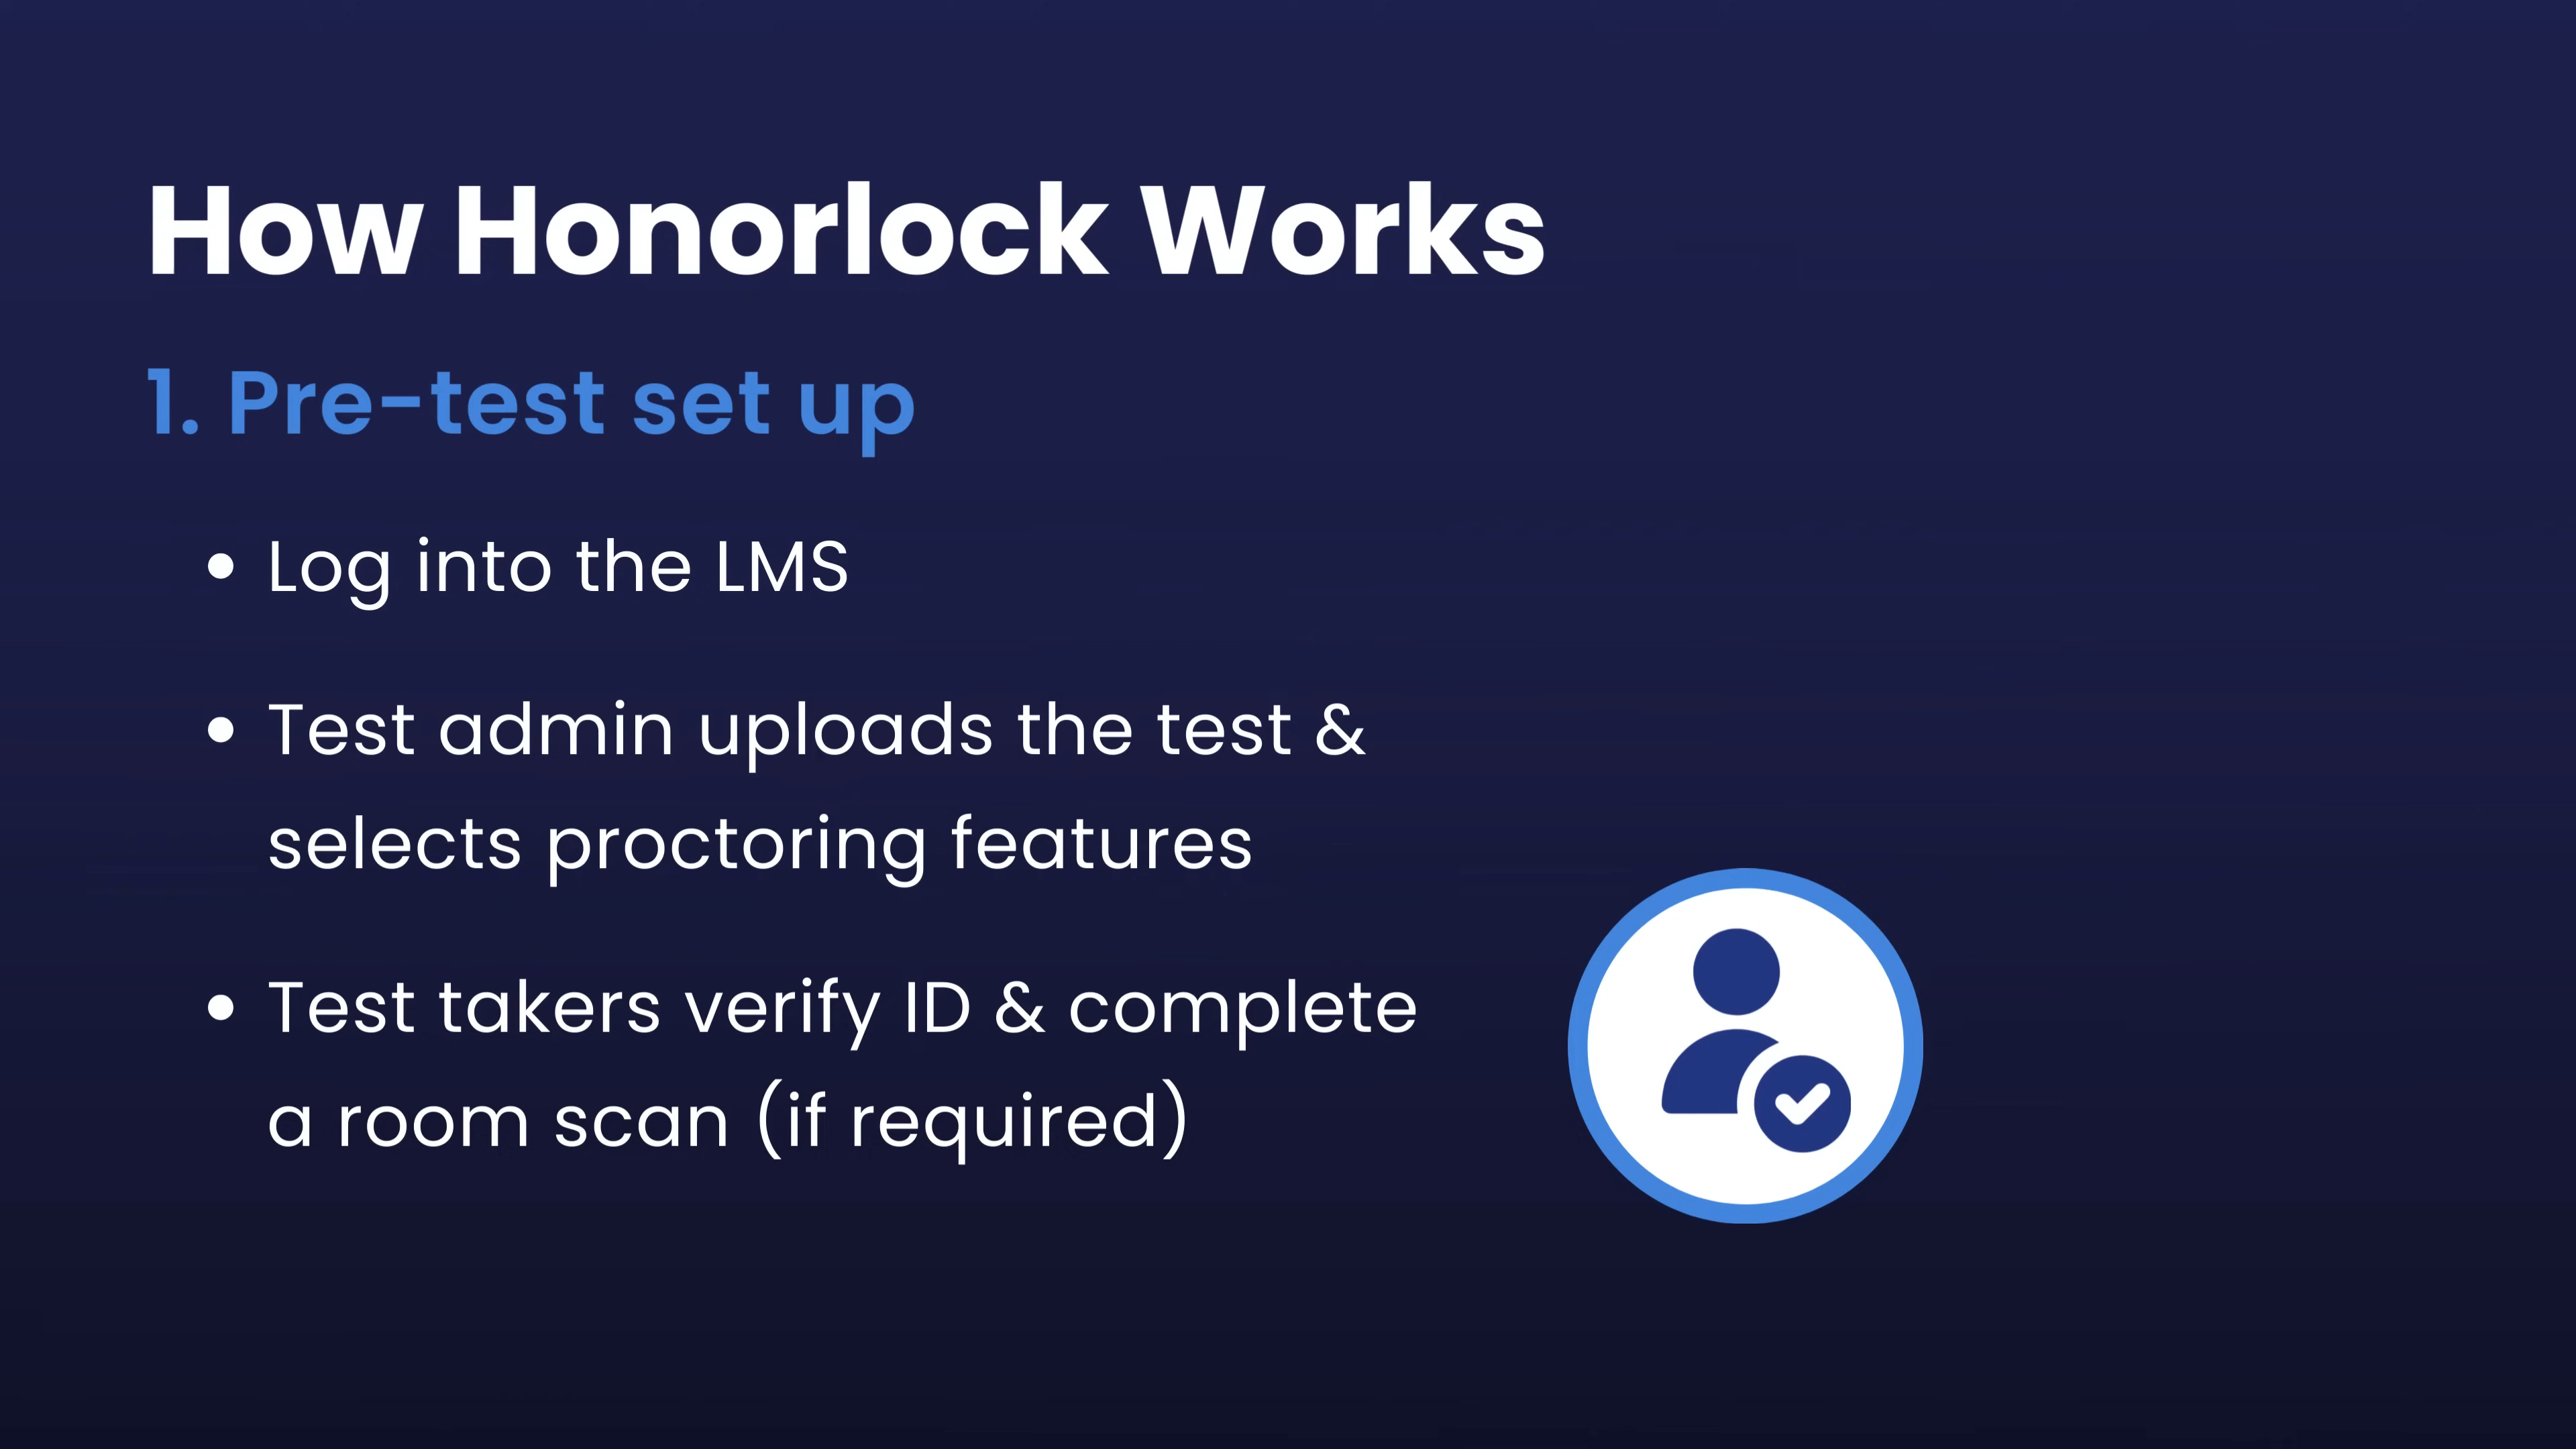 How Honorlock Works
1. Pre-test set up
• Log into the LMS
• Test admin uploads the test &
selects proctoring features
• Test takers verify ID & complete
a room scan (if required)